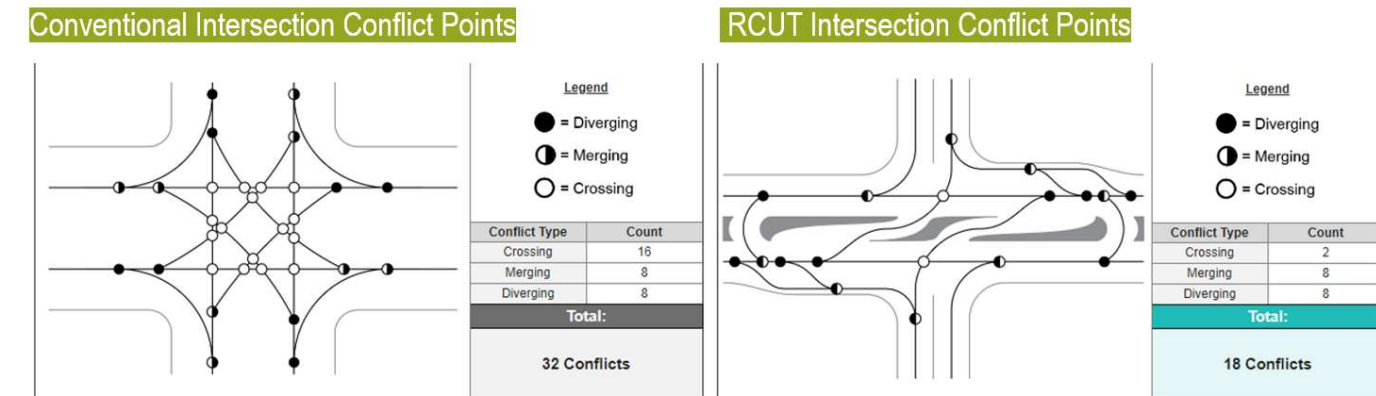 Conventional Intersection Conflict Points
Legend
= Diverging
= Merging
= Crossing
Conflict Type Count
Crossing 16
Merging 8
Diverging 8
Total:
32 Conflicts
RCUT Intersection Conflict Points
Legend
= Diverging
= Merging
= Crossing
Conflict Type Count
Crossing 2
Merging 8
Diverging 8
Total:
18 Conflicts